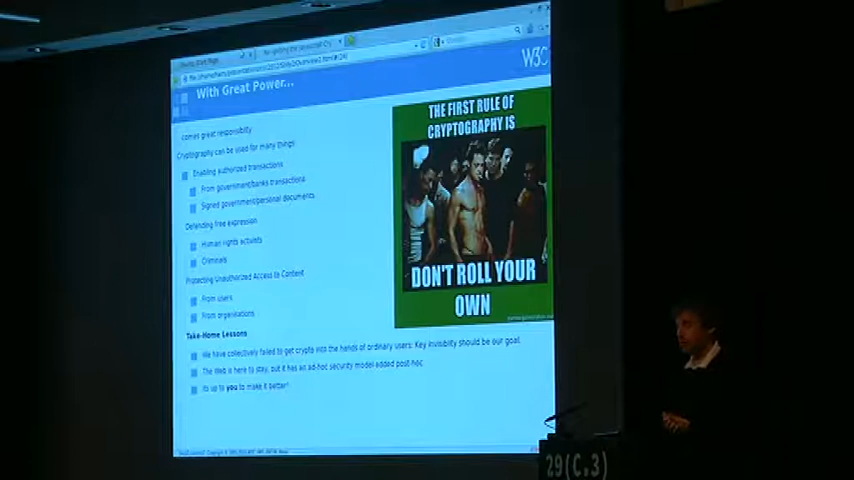 W3C
With Great Power...
comes great responsibility
Cryptography can be used for many things
Enabling authorized transactions
From government/banks transactions
Signed government/personal documents
Defending free expression
Human rights activists
Criminals
Protecting Unauthorized Access to Content
From users
From organisations
Take-Home Lessons
We have collectively failed to get crypto into the hands of ordinary users: Key invisibility should be our goal.
The Web is here to stay, but it has an ad-hoc security model added post-hoc
Its up to you to make it better!
THE FIRST RULE OF
CRYPTOGRAPHY IS
DON'T ROLL YOUR
OWN
29(C.3)